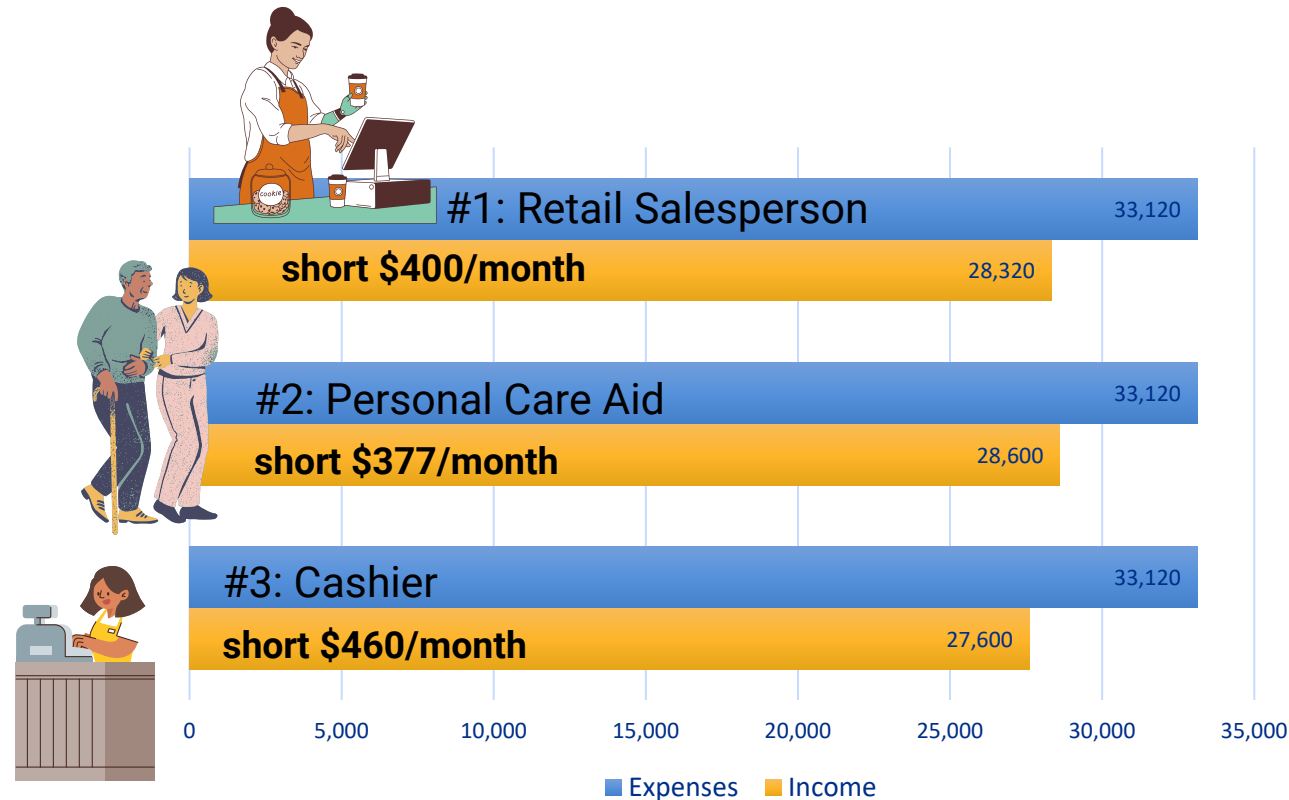 cookie
#1: Retail Salesperson
33,120
short $400/month
28,320
#2: Personal Care Aid
33,120
short $377/month
28,600
#3: Cashier
33,120
short $460/month
27,600
0 5,000 10,000 15,000 20,000 25,000 30,000 35,000
Expenses Income